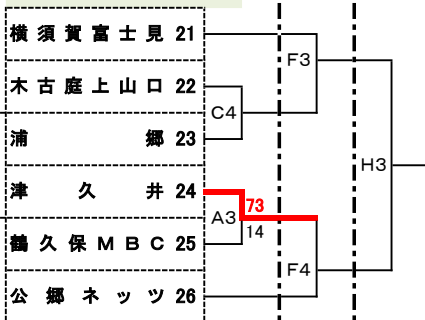 横須賀富士見 21
木古庭上山口 22
浦郷 23
津久井 24
鶴久保MBC 25
公郷ネッツ 26
F3
C4
H3
73
A3
14
F4